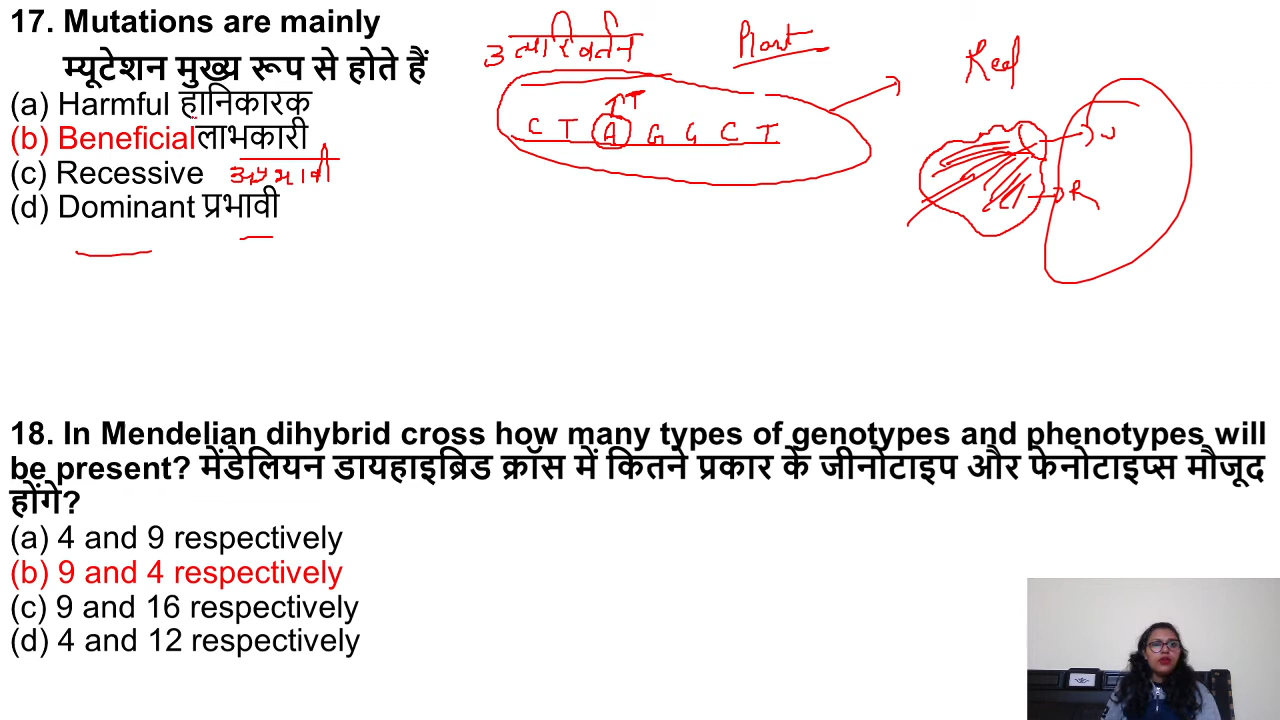 17. Mutations are mainly
म्यूटेशन मुख्य रूप से होते हैं
(a) Harmful हानिकारक
(b) Beneficialलाभकारी
(c) Recessive अप्रभावी
(d) Dominant प्रभावी
उत्परिवर्तन
Plant
T
C T A G G C T
W
R
18. In Mendelian dihybrid cross how many types of genotypes and phenotypes will
be present? मेंडेलियन डायहाइब्रिड क्रॉस में कितने प्रकार के जीनोटाइप और फेनोटाइप्स मौजूद
होंगे?
(a) 4 and 9 respectively
(b) 9 and 4 respectively
(c) 9 and 16 respectively
(d) 4 and 12 respectively